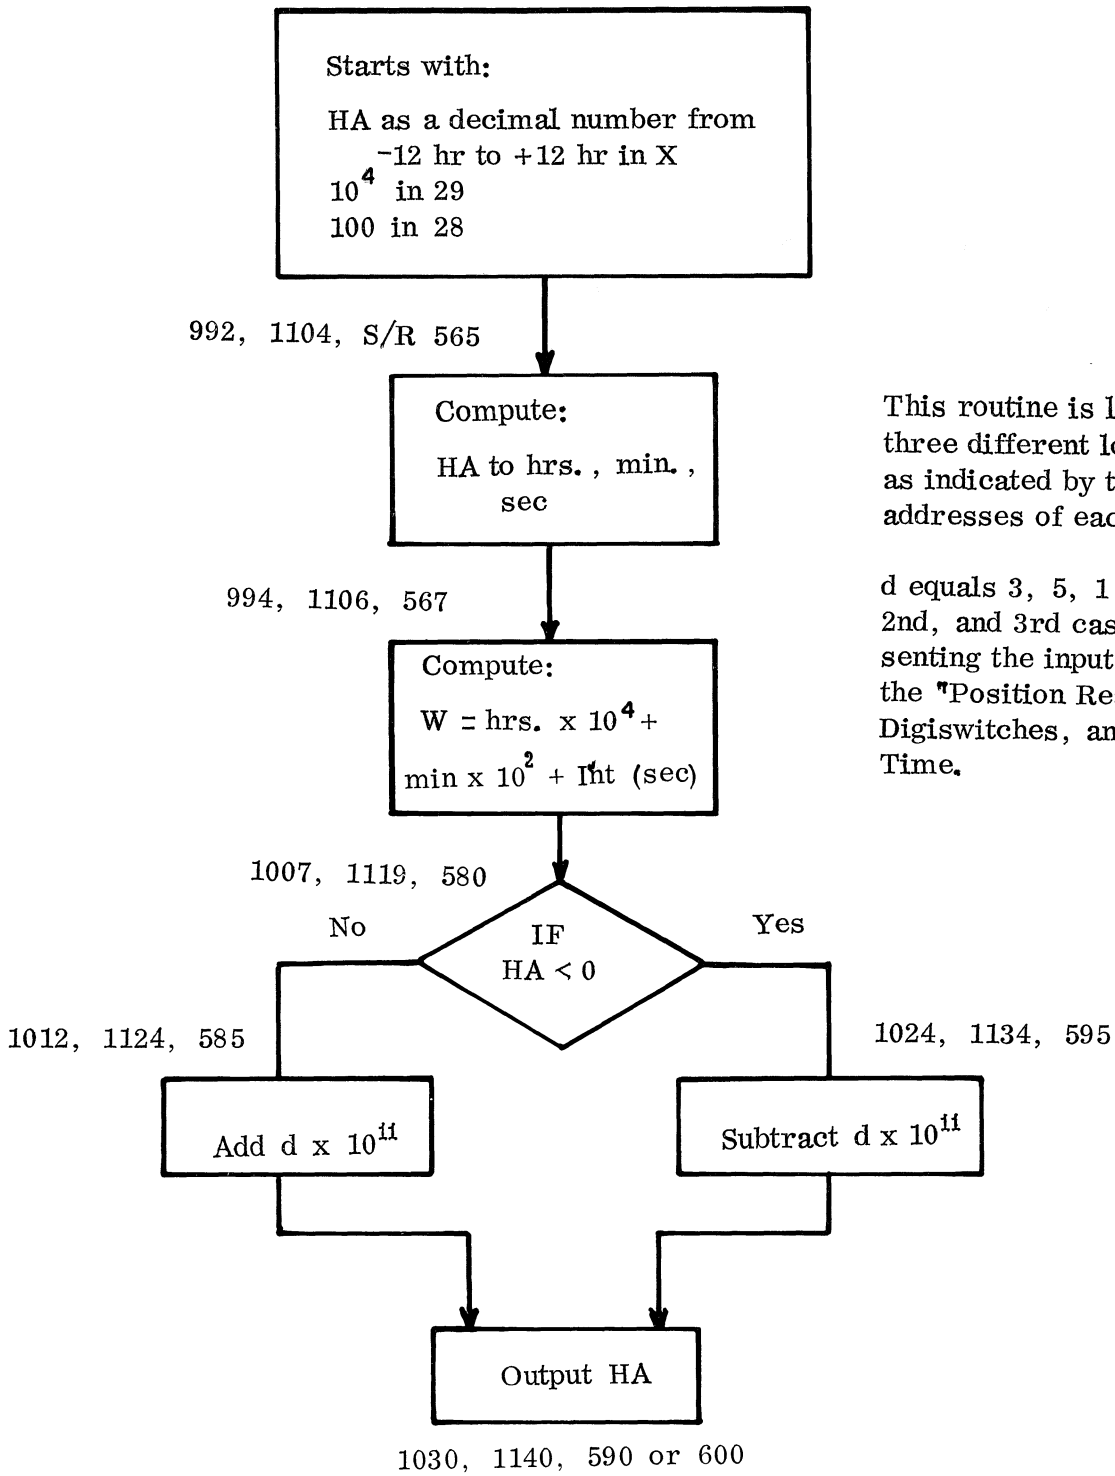 Starts with:
HA as a decimal number from
-12 hr to +12 hr in X
10⁴ in 29
100 in 28
992, 1104, S/R 565
Compute:
HA to hrs., min.,
sec
994, 1106, 567
Compute:
W = hrs. x 10⁴ +
min x 10² + Int (sec)
1007, 1119, 580
No
IF
HA < 0
Yes
1012, 1124, 585
1024, 1134, 595
Add d x 10¹¹
Subtract d x 10¹¹
Output HA
1030, 1140, 590 or 600
This routine is l
three different lo
as indicated by t
addresses of eac
d equals 3, 5, 1
2nd, and 3rd cas
senting the input
the "Position Re
Digiswitches, an
Time.